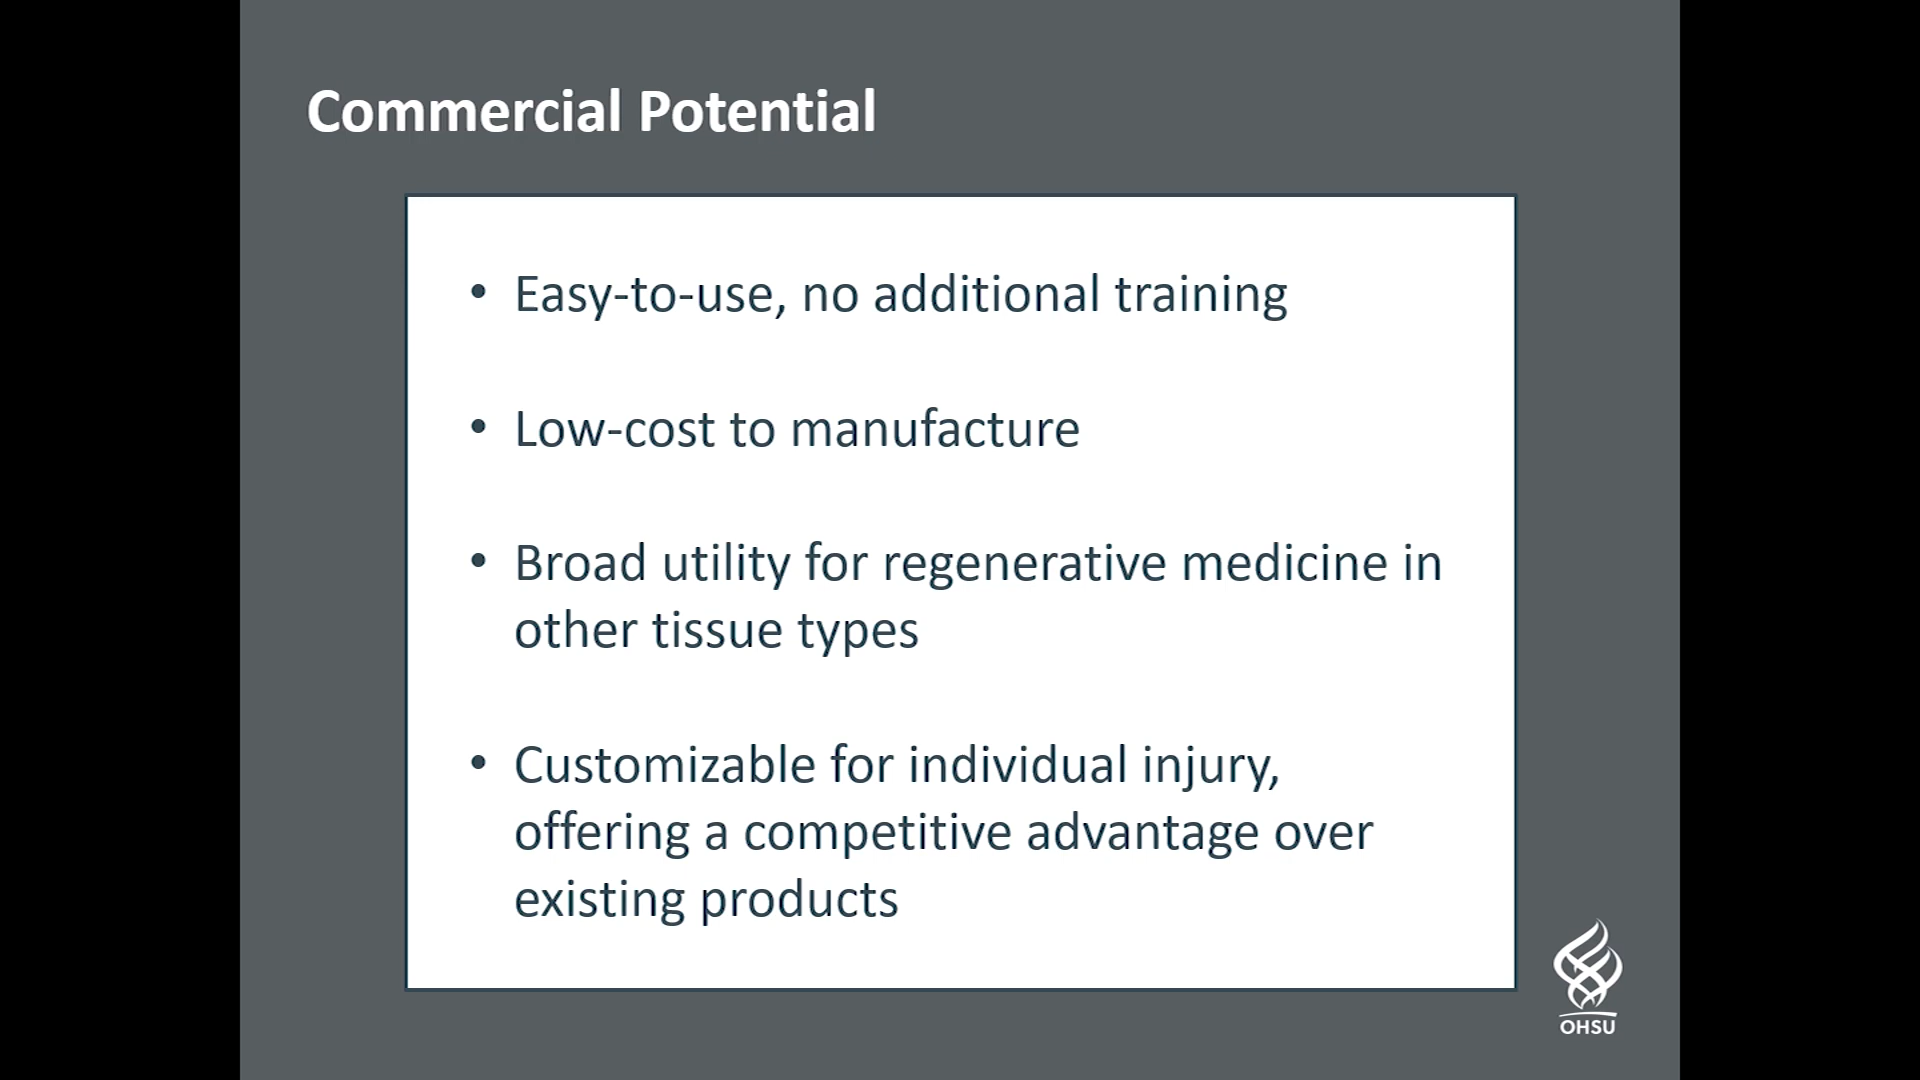 Commercial Potential
• Easy-to-use, no additional training
• Low-cost to manufacture
• Broad utility for regenerative medicine in
other tissue types
• Customizable for individual injury,
offering a competitive advantage over
existing products
OHSU